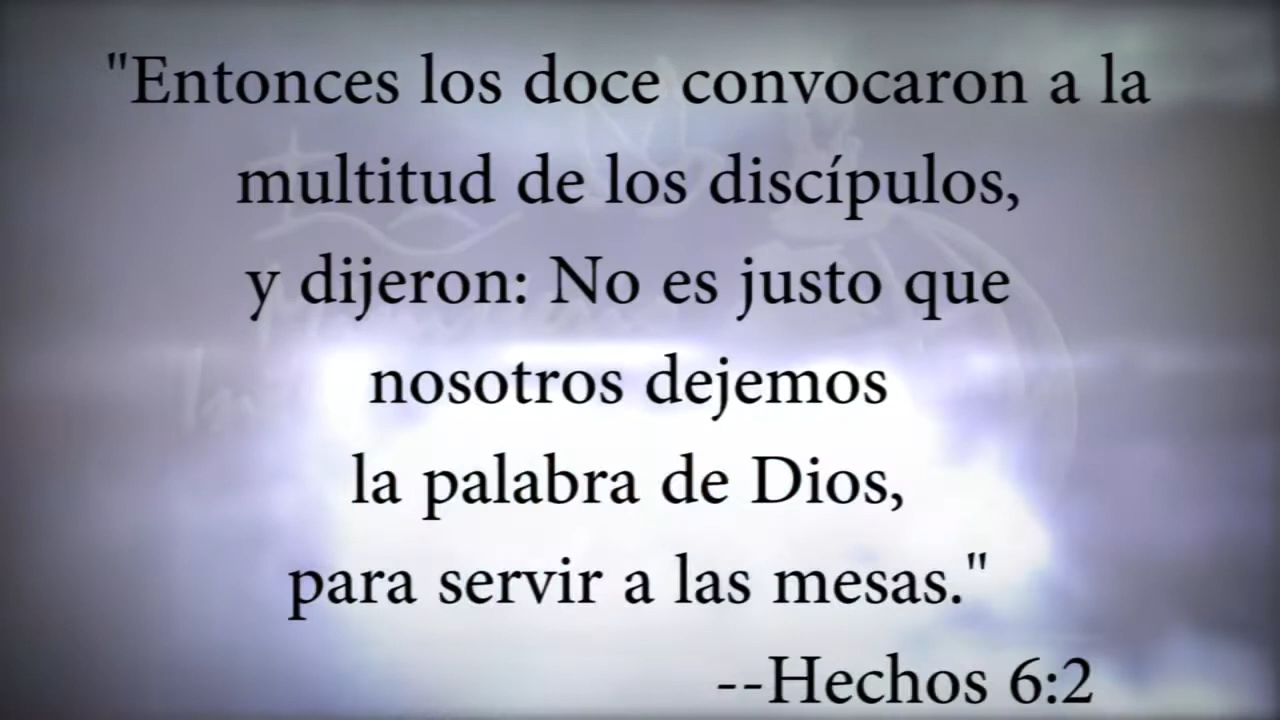 "Entonces los doce convocaron a la
multitud de los discípulos,
y dijeron: No es justo que
nosotros dejemos
la palabra de Dios,
para servir a las mesas."
--Hechos 6:2